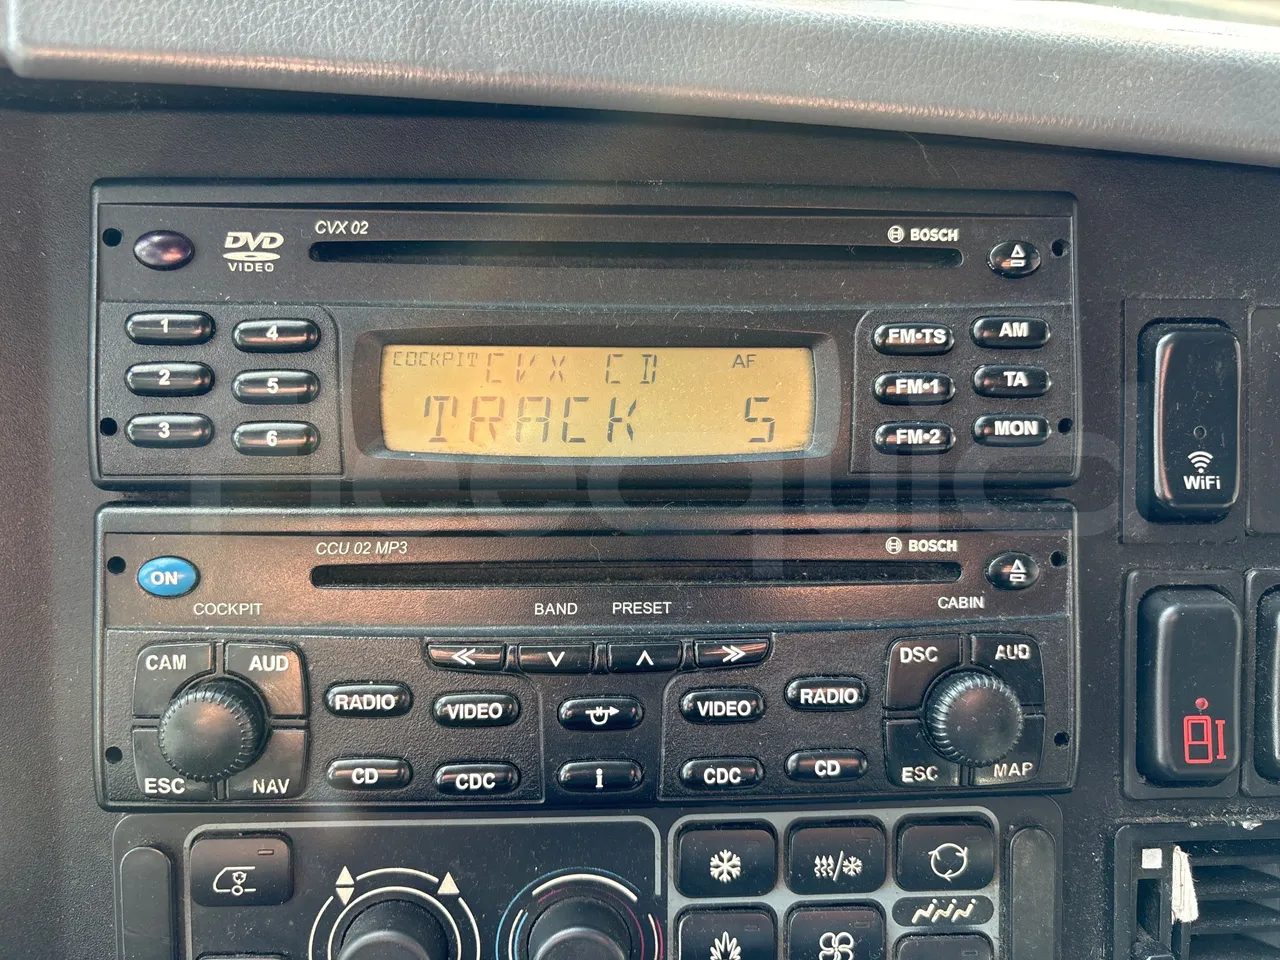 CVX 02
BOSCH
DVD
VIDEO
1
4
2
5
3
6
COCKPIT CVX CD AF
TRACK 5
FM•TS
AM
FM•1
TA
FM•2
MON
WiFi
CCU 02 MP3
BOSCH
ON
COCKPIT
BAND
PRESET
CABIN
CAM
AUD
ESC
NAV
RADIO
VIDEO
CD
CDC
i
VIDEO
RADIO
CDC
CD
DSC
AUD
ESC
MAP